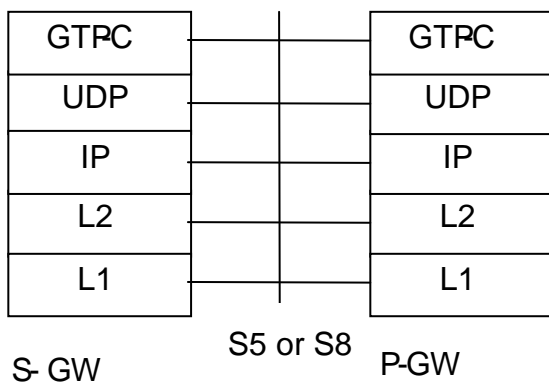 GTP-C GTP-C
UDP UDP
IP IP
L2 L2
L1 L1
S5 or S8
S- GW P-GW